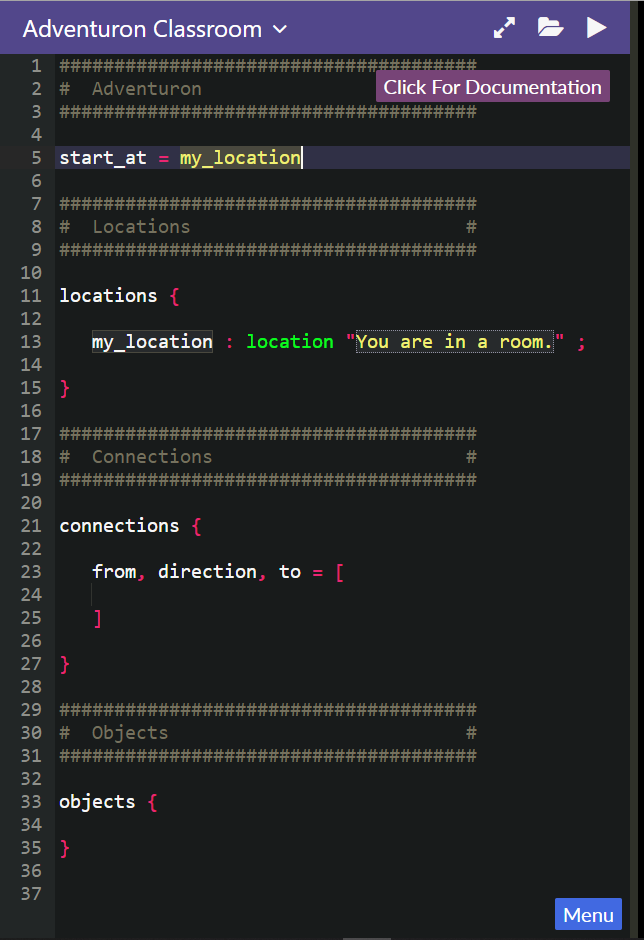 Adventuron Classroom
1 ######################################
2 #  Adventuron
Click For Documentation
3 ######################################
4
5 start_at = my_location
6
7 ######################################
8 #  Locations                         #
9 ######################################
10
11 locations {
12
13    my_location : location "You are in a room." ;
14
15 }
16
17 ######################################
18 #  Connections                       #
19 ######################################
20
21 connections {
22
23    from, direction, to = [
24
25    ]
26
27 }
28
29 ######################################
30 #  Objects                           #
31 ######################################
32
33 objects {
34
35 }
36
37
Menu